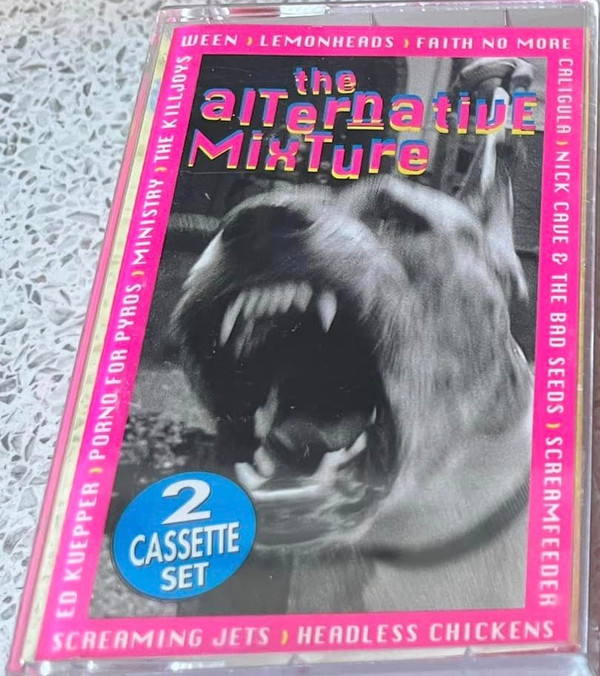 WEEN ❩ LEMONHEADS ❩ FAITH NO MORE
CALIGULA ❩ NICK CAVE & THE BAD SEEDS ❩ SCREAMFEEDER
the
alTernativE
MixTure
ED KUEPPER ❩ PORNO FOR PYROS ❩ MINISTRY ❩ THE KILLJOYS
2
CASSETTE
SET
SCREAMING JETS ❩ HEADLESS CHICKENS